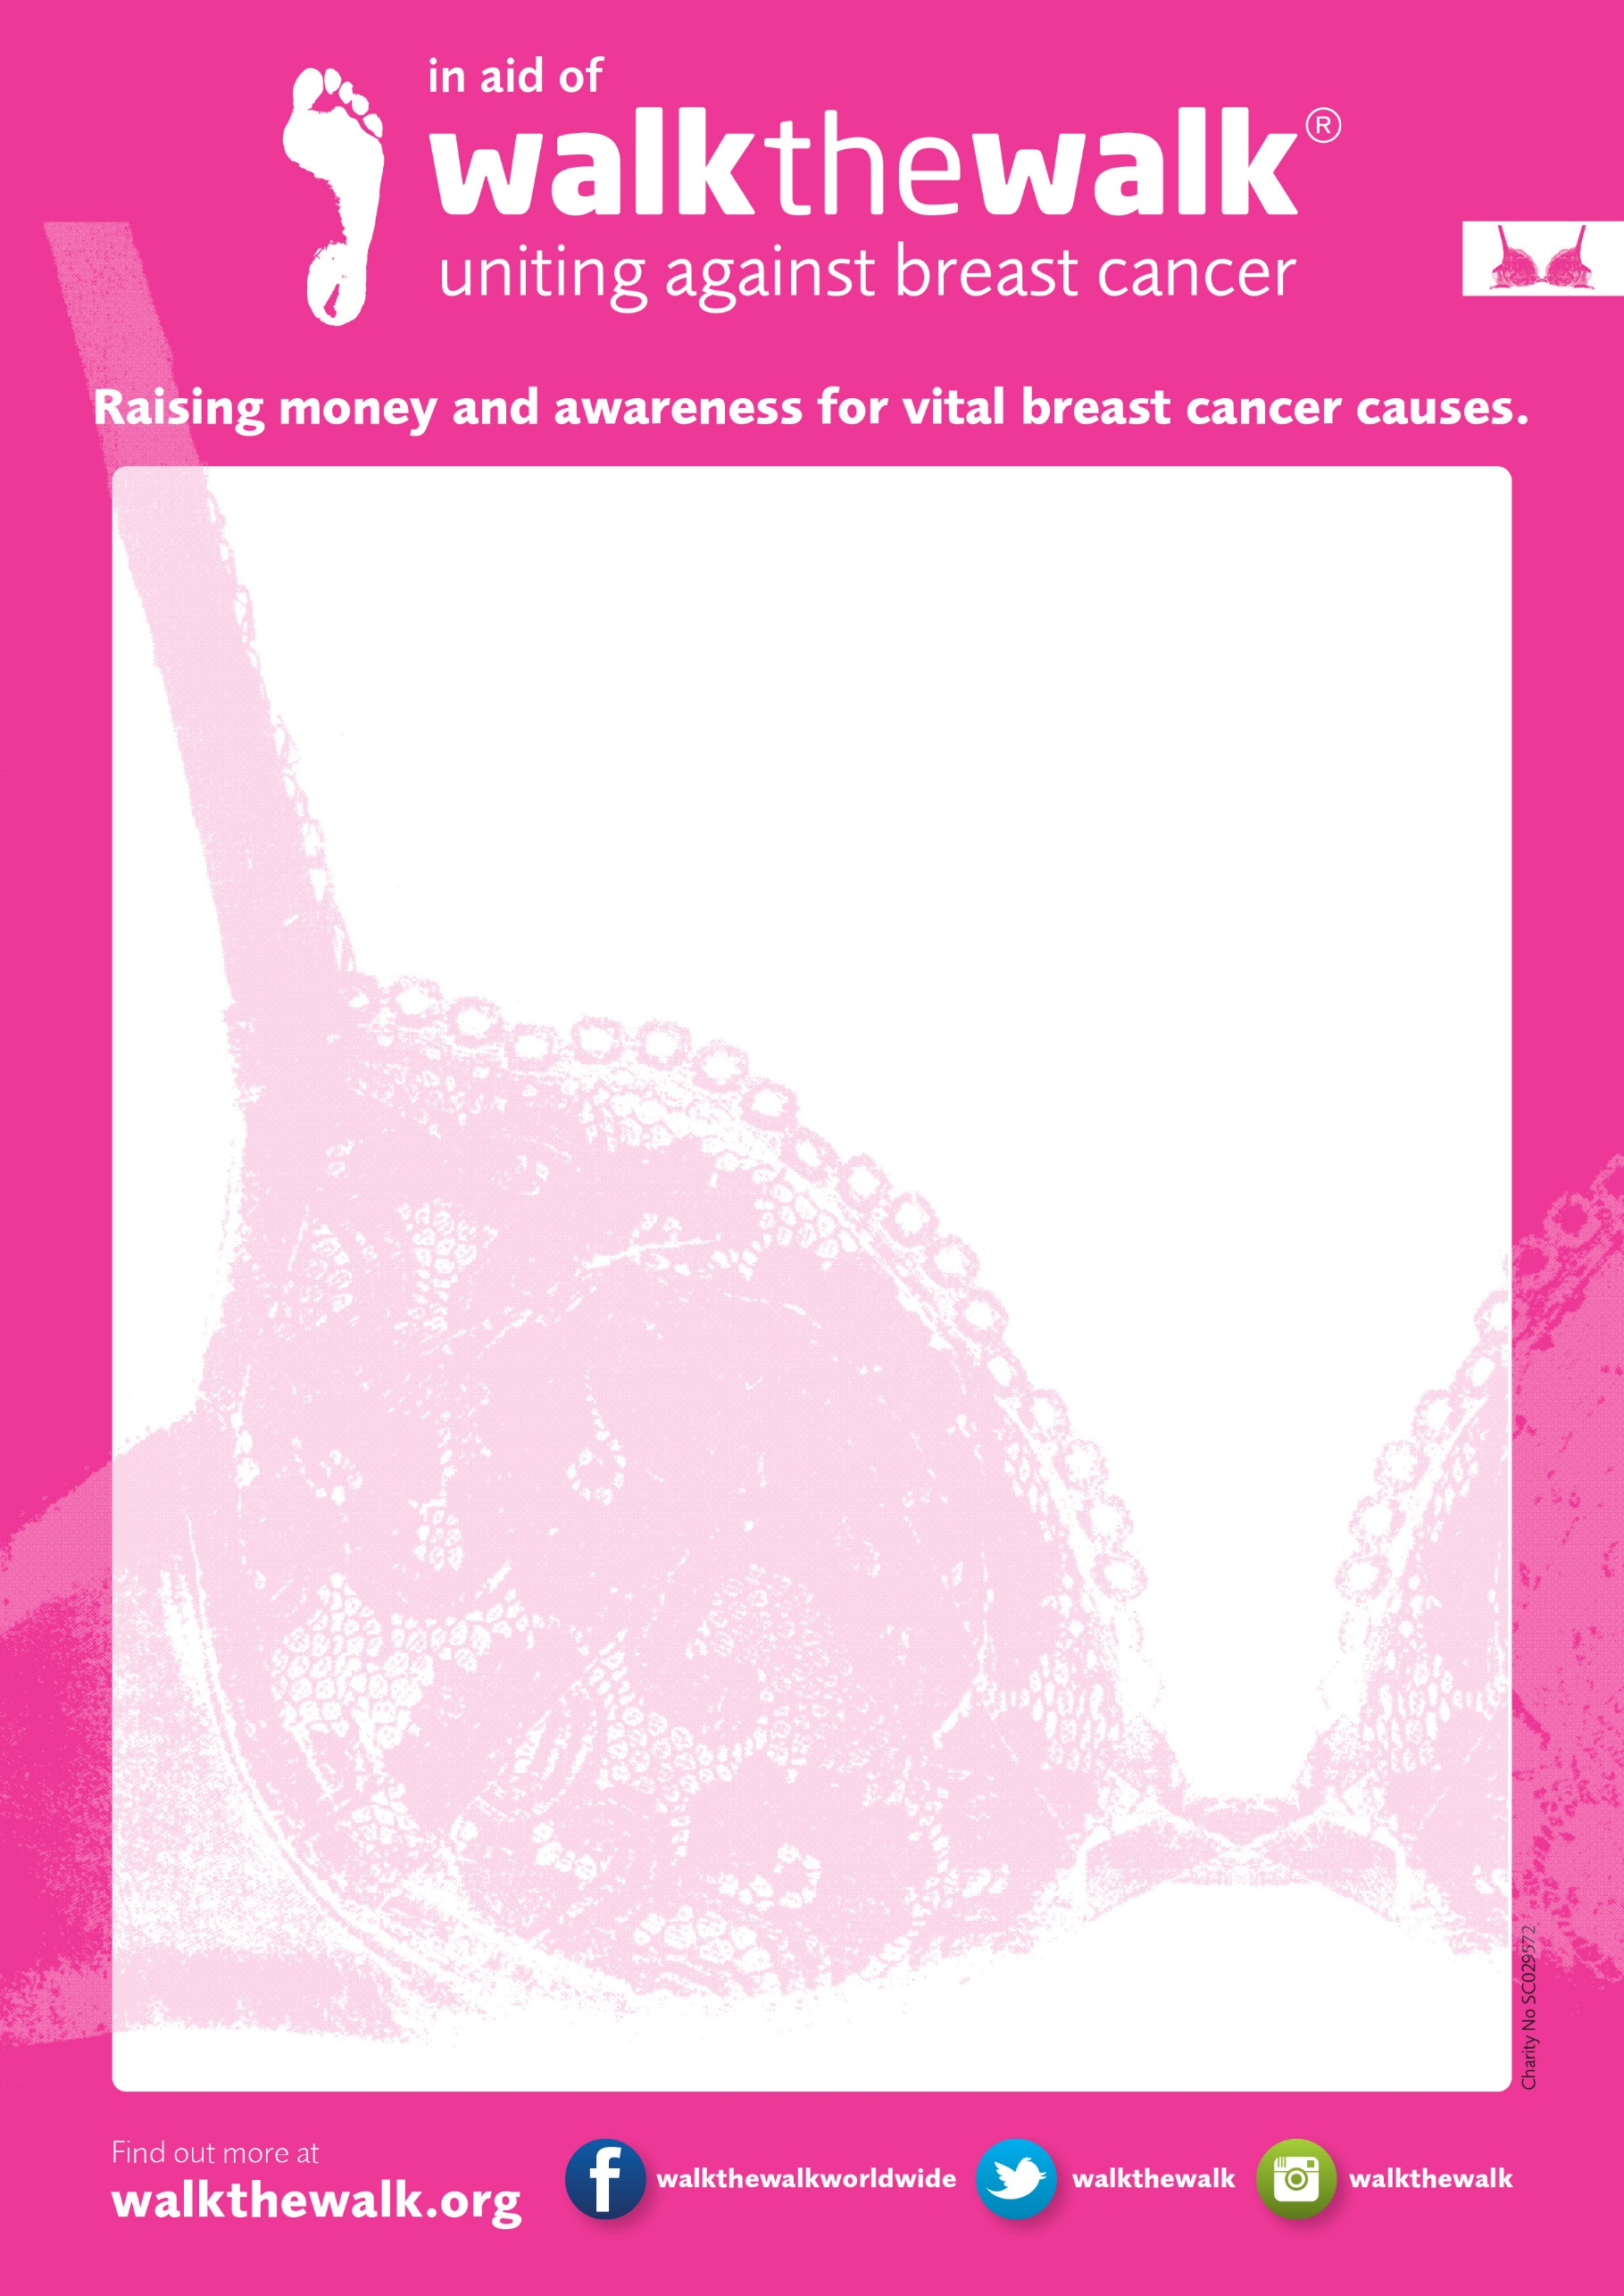 in aid of
walkthewalk®
uniting against breast cancer
Raising money and awareness for vital breast cancer causes.
Charity No SC029572
Find out more at
walkthewalk.org
walkthewalkworldwide
walkthewalk
walkthewalk